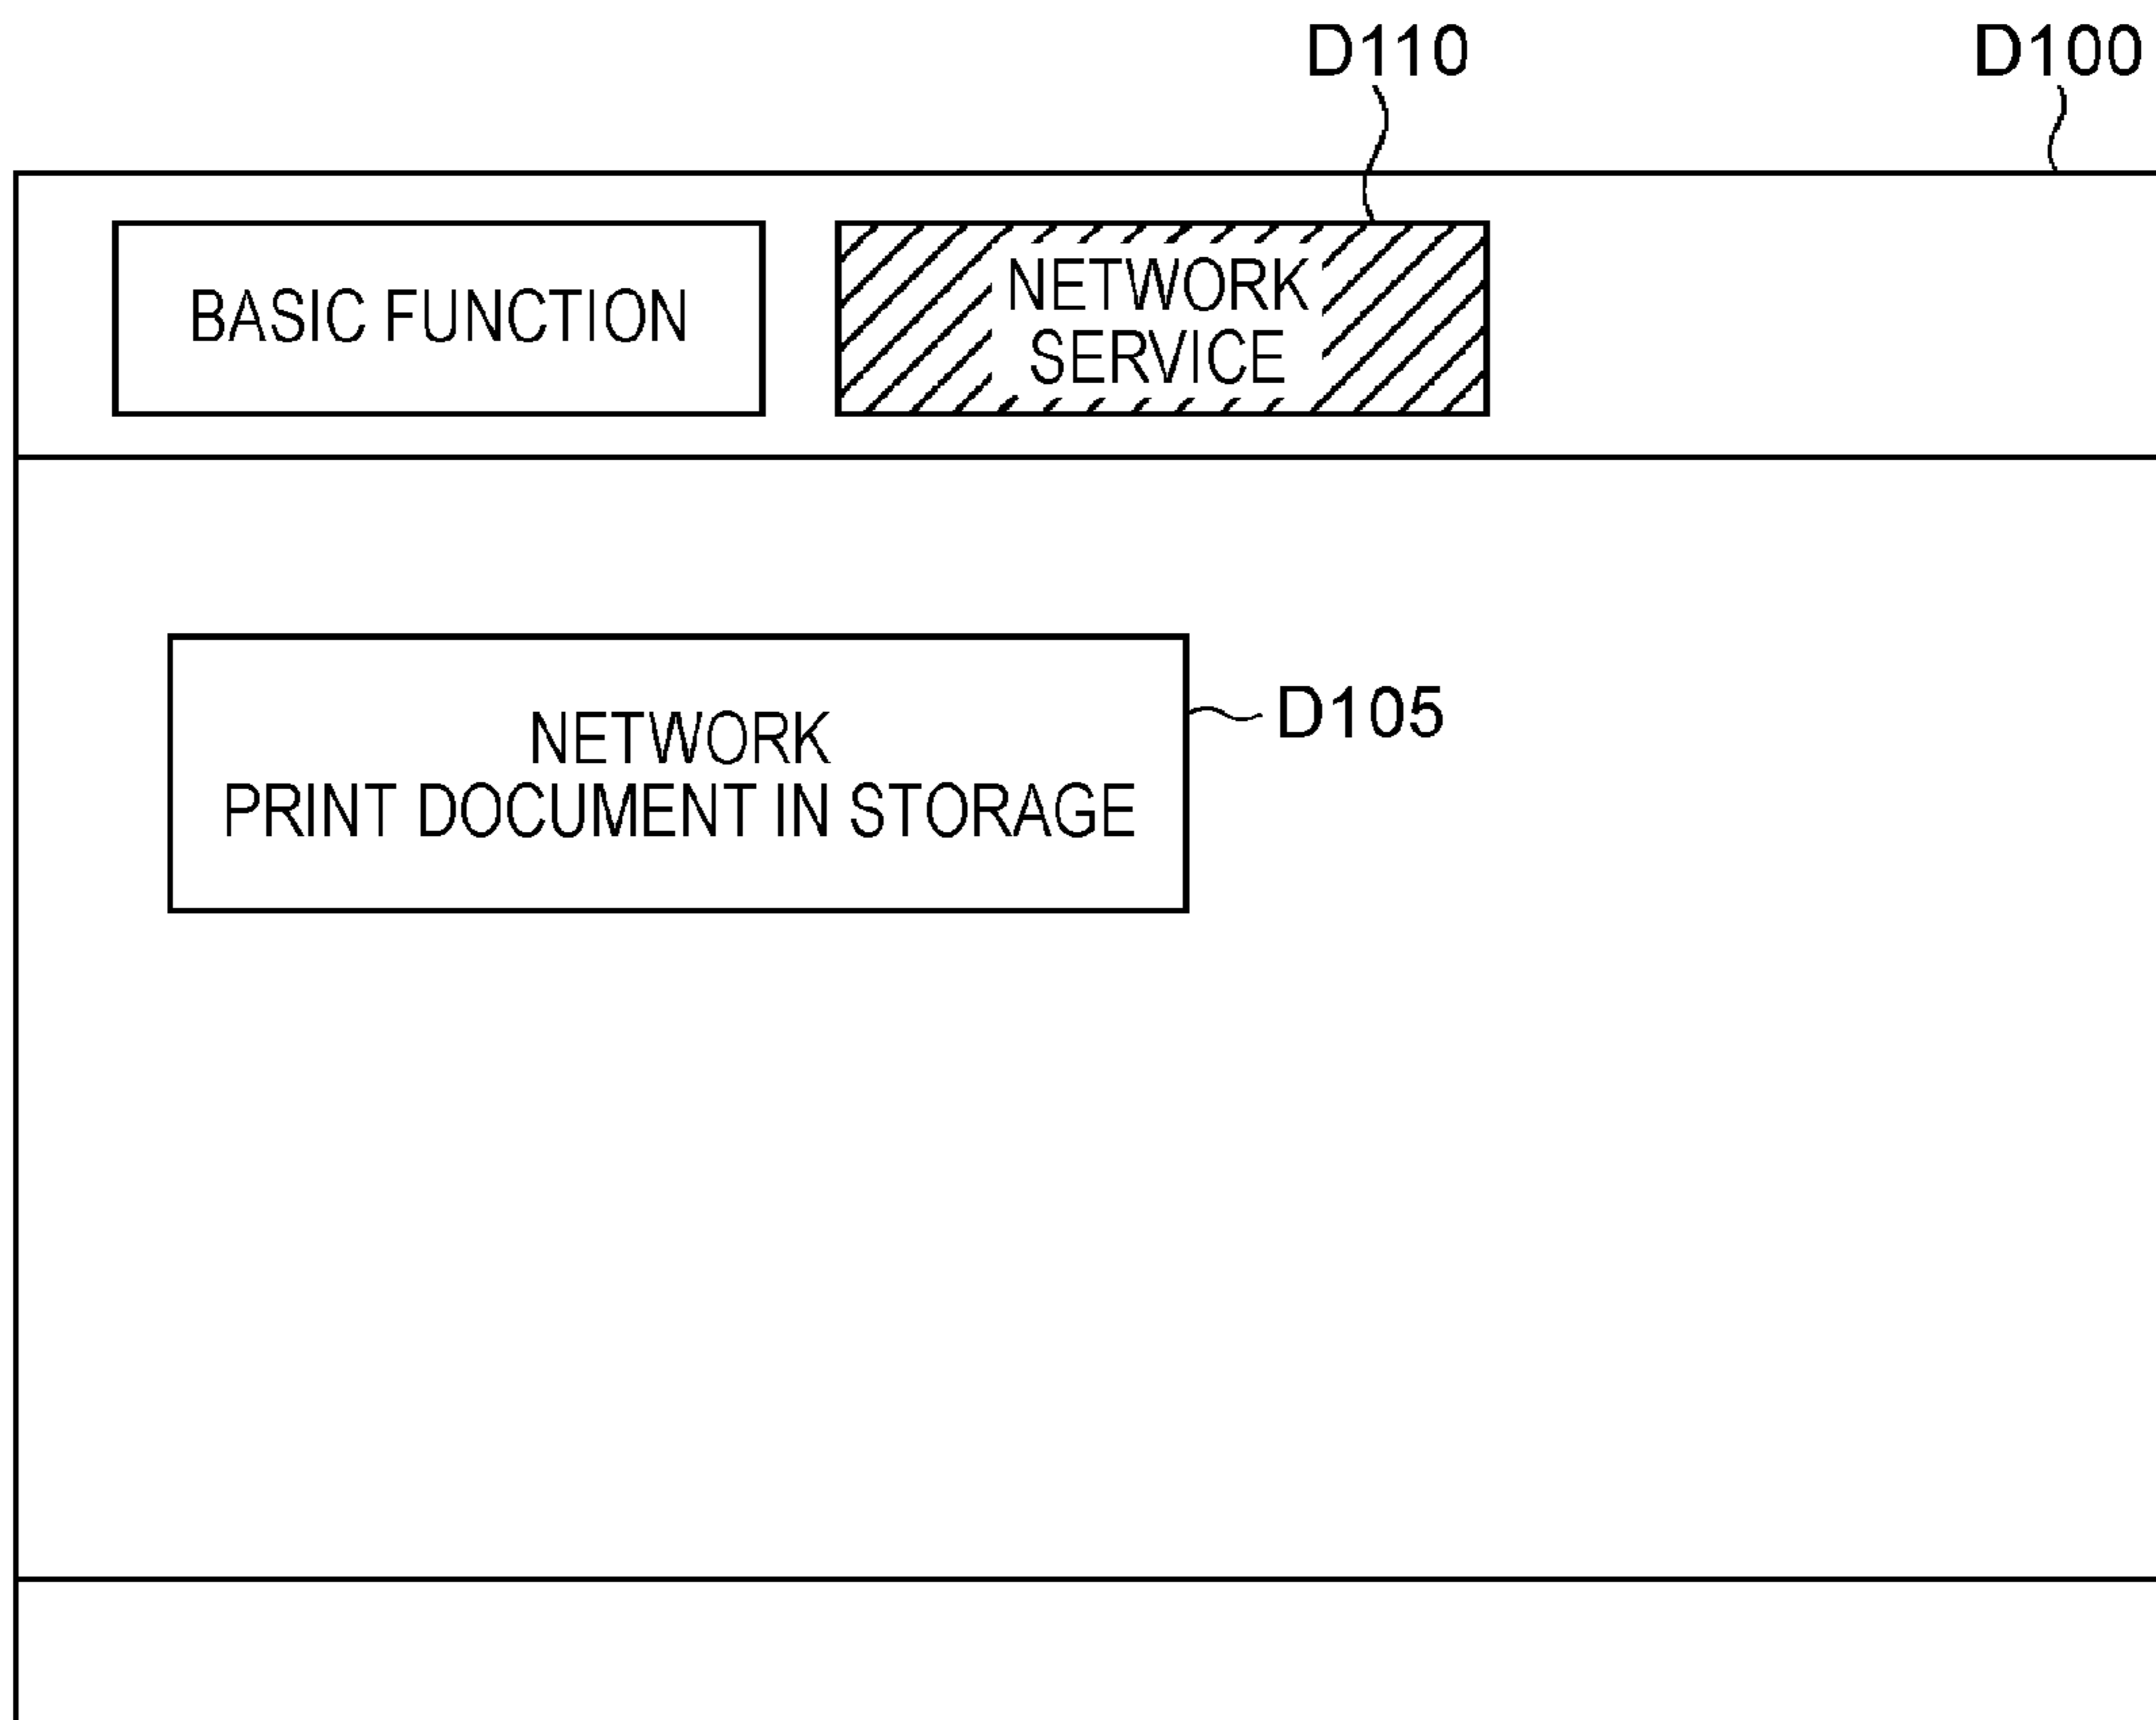 D110
D100
BASIC FUNCTION
NETWORK
SERVICE
NETWORK
PRINT DOCUMENT IN STORAGE
D105